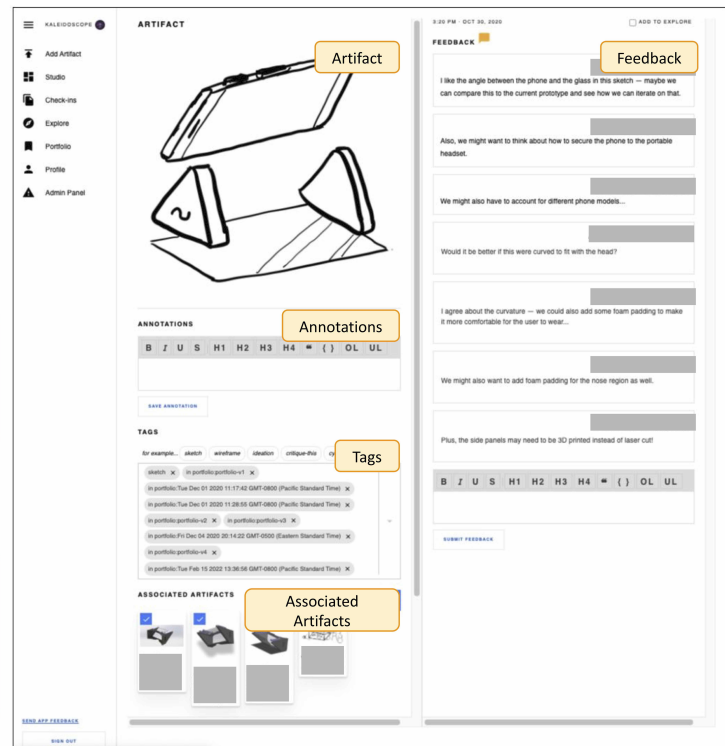 KALEIDOSCOPE
Add Artifact
Studio
Check-ins
Explore
Portfolio
Profile
Admin Panel
SEND APP FEEDBACK
SIGN OUT
ARTIFACT
Artifact
ANNOTATIONS
Annotations
B I U S H1 H2 H3 H4 ❝ { } OL UL
SAVE ANNOTATION
TAGS
Tags
for example... sketch wireframe ideation critique-this
sketch × in portfolio:portfolio-v1 ×
in portfolio:Tue Dec 01 2020 11:17:42 GMT-0800 (Pacific Standard Time) ×
in portfolio:Tue Dec 01 2020 11:28:55 GMT-0800 (Pacific Standard Time) ×
in portfolio:portfolio-v2 × in portfolio:portfolio-v3 ×
in portfolio:Fri Dec 04 2020 20:14:22 GMT-0500 (Eastern Standard Time) ×
in portfolio:portfolio-v4 ×
in portfolio:Tue Feb 15 2022 13:36:58 GMT-0800 (Pacific Standard Time) ×
ASSOCIATED ARTIFACTS
Associated
Artifacts
3:20 PM - OCT 30, 2020
ADD TO EXPLORE
FEEDBACK
Feedback
I like the angle between the phone and the glass in this sketch — maybe we
can compare this to the current prototype and see how we can iterate on that.
Also, we might want to think about how to secure the phone to the portable
headset.
We might also have to account for different phone models...
Would it be better if this were curved to fit with the head?
I agree about the curvature — we could also add some foam padding to make
it more comfortable for the user to wear...
We might also want to add foam padding for the nose region as well.
Plus, the side panels may need to be 3D printed instead of laser cut!
B I U S H1 H2 H3 H4 ❝ { } OL UL
SUBMIT FEEDBACK